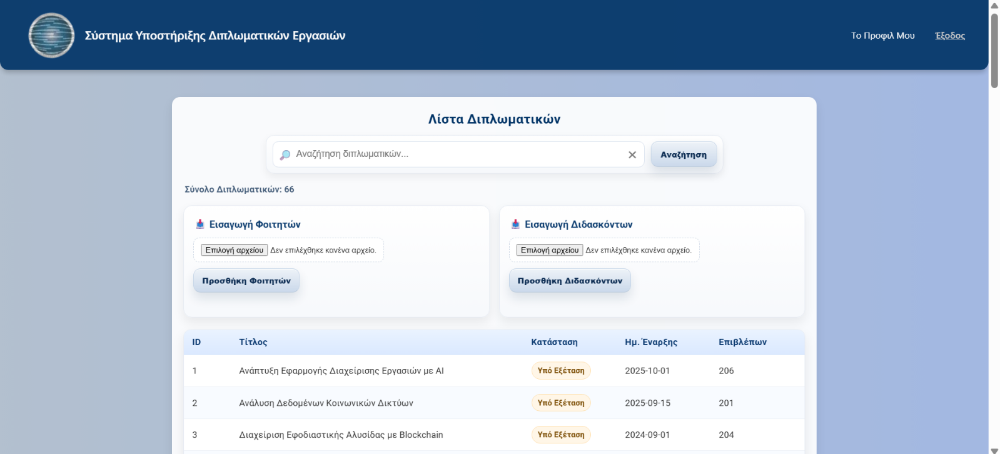 Σύστημα Υποστήριξης Διπλωματικών Εργασιών
Το Προφιλ Μου
Έξοδος
Λίστα Διπλωματικών
Αναζήτηση διπλωματικών...
Αναζήτηση
Σύνολο Διπλωματικών: 66
Εισαγωγή Φοιτητών
Επιλογή αρχείου Δεν επιλέχθηκε κανένα αρχείο.
Προσθήκη Φοιτητών
Εισαγωγή Διδασκόντων
Επιλογή αρχείου Δεν επιλέχθηκε κανένα αρχείο.
Προσθήκη Διδασκόντων
ID Τίτλος Κατάσταση Ημ. Έναρξης Επιβλέπων
1 Ανάπτυξη Εφαρμογής Διαχείρισης Εργασιών με AI Υπό Εξέταση 2025-10-01 206
2 Ανάλυση Δεδομένων Κοινωνικών Δικτύων Υπό Εξέταση 2025-09-15 201
3 Διαχείριση Εφοδιαστικής Αλυσίδας με Blockchain Υπό Εξέταση 2024-09-01 204